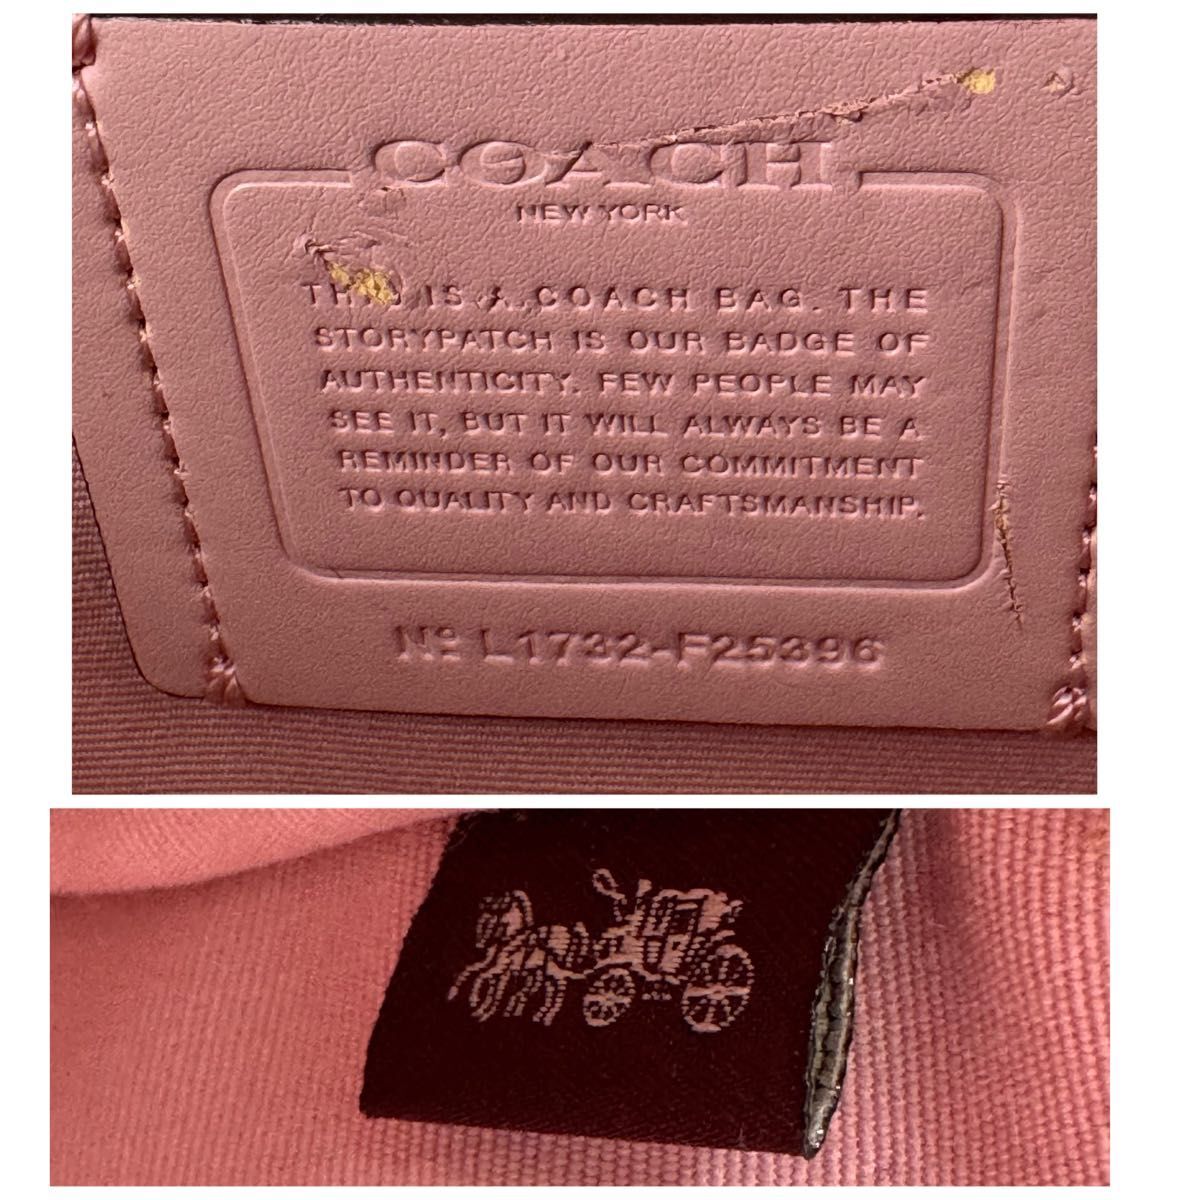 COACH
NEW YORK
THIS IS A COACH BAG. THE
STORYPATCH IS OUR BADGE OF
AUTHENTICITY. FEW PEOPLE MAY
SEE IT, BUT IT WILL ALWAYS BE A
REMINDER OF OUR COMMITMENT
TO QUALITY AND CRAFTSMANSHIP.
Nº L1732-F25396